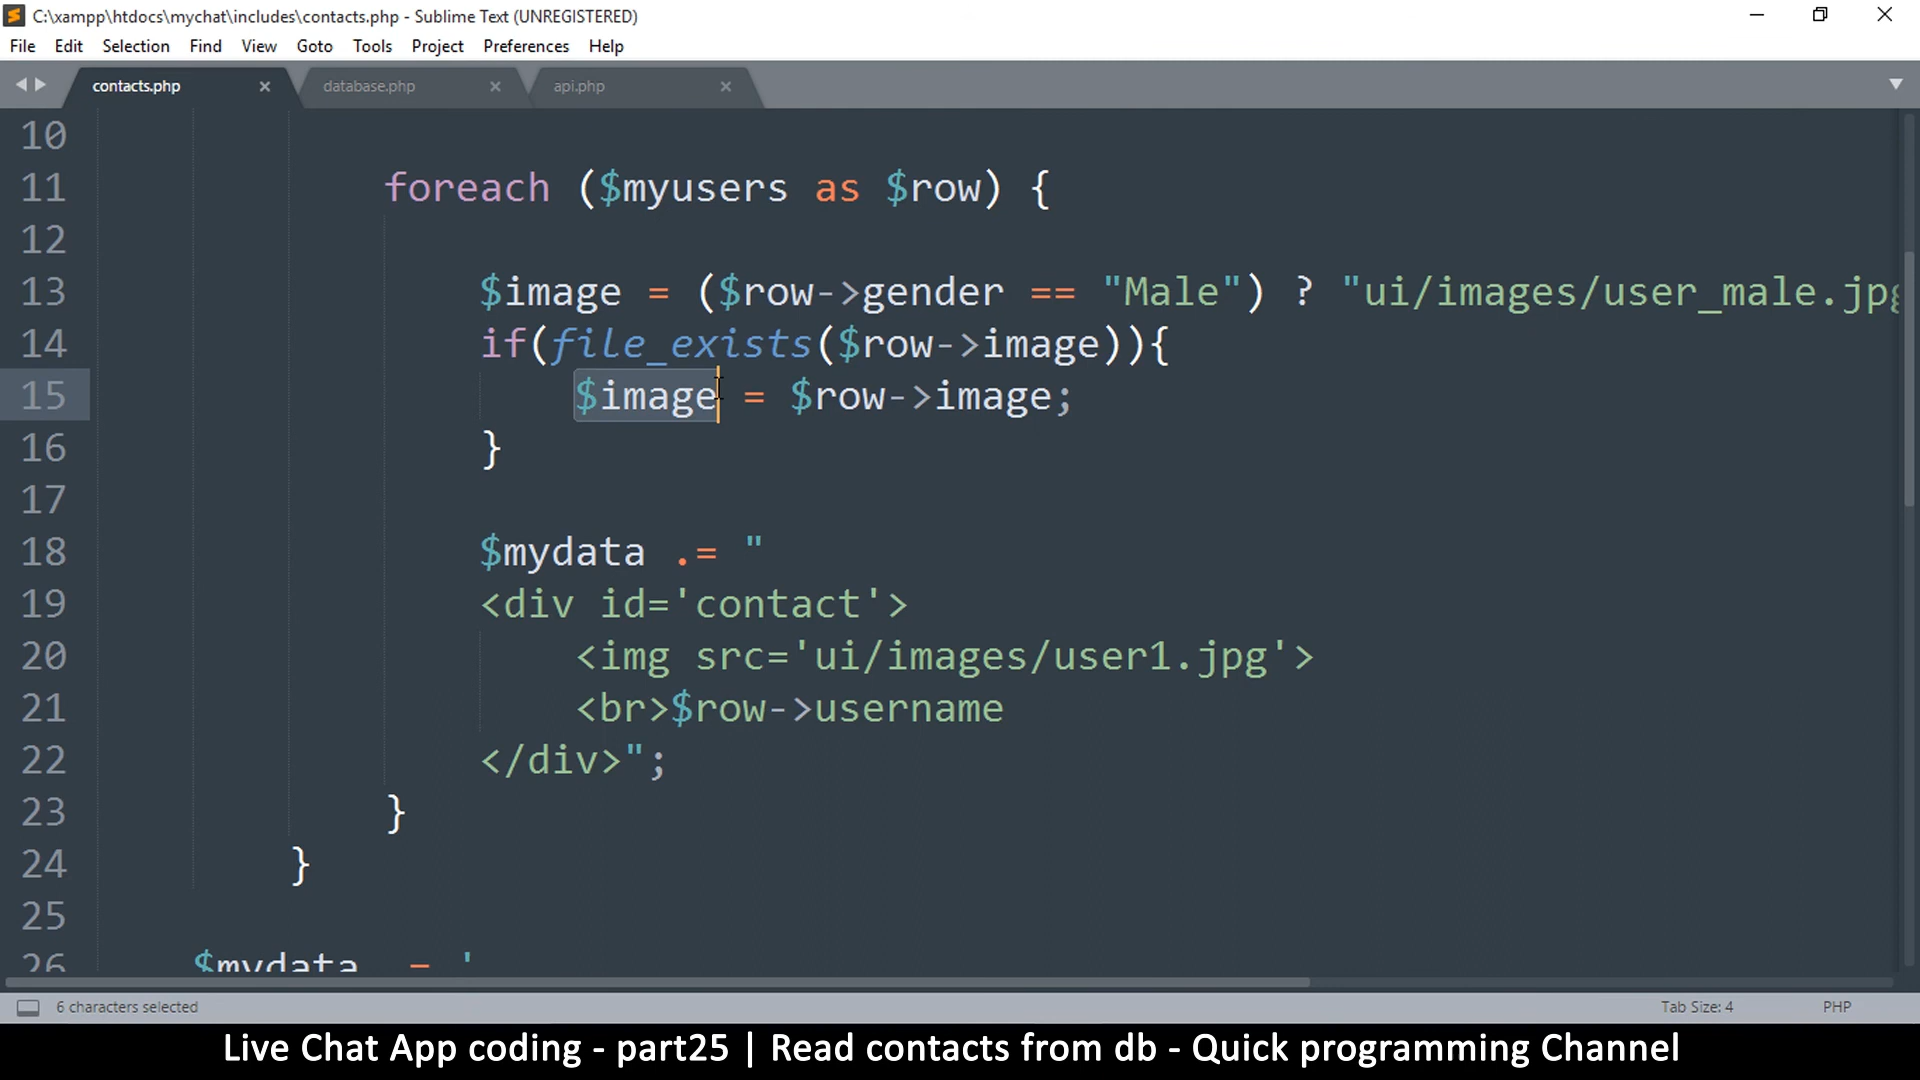 C:\xampp\htdocs\mychat\includes\contacts.php - Sublime Text (UNREGISTERED)
File Edit Selection Find View Goto Tools Project Preferences Help
contacts.php database.php api.php
10
11 foreach ($myusers as $row) {
12
13 $image = ($row->gender == "Male") ? "ui/images/user_male.jpg
14 if(file_exists($row->image)){
15 $image = $row->image;
16 }
17
18 $mydata .= "
19 <div id='contact'>
20 <img src='ui/images/user1.jpg'>
21 <br>$row->username
22 </div>";
23 }
24 }
25
26 $mydata .= '
6 characters selected Tab Size: 4 PHP
Live Chat App coding - part25 | Read contacts from db - Quick programming Channel